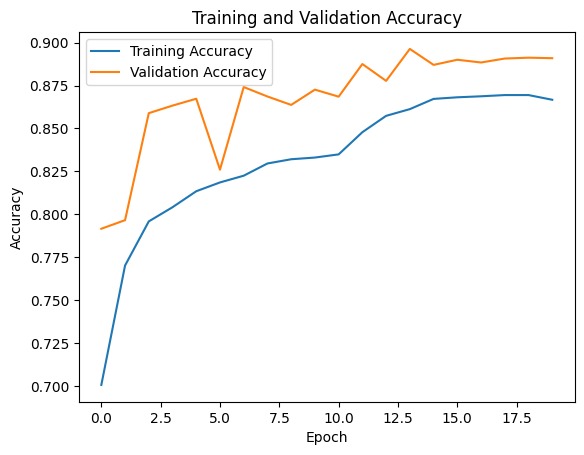 Training and Validation Accuracy
Training Accuracy
Validation Accuracy
0.900
0.875
0.850
0.825
0.800
0.775
0.750
0.725
0.700
Accuracy
0.0 2.5 5.0 7.5 10.0 12.5 15.0 17.5
Epoch